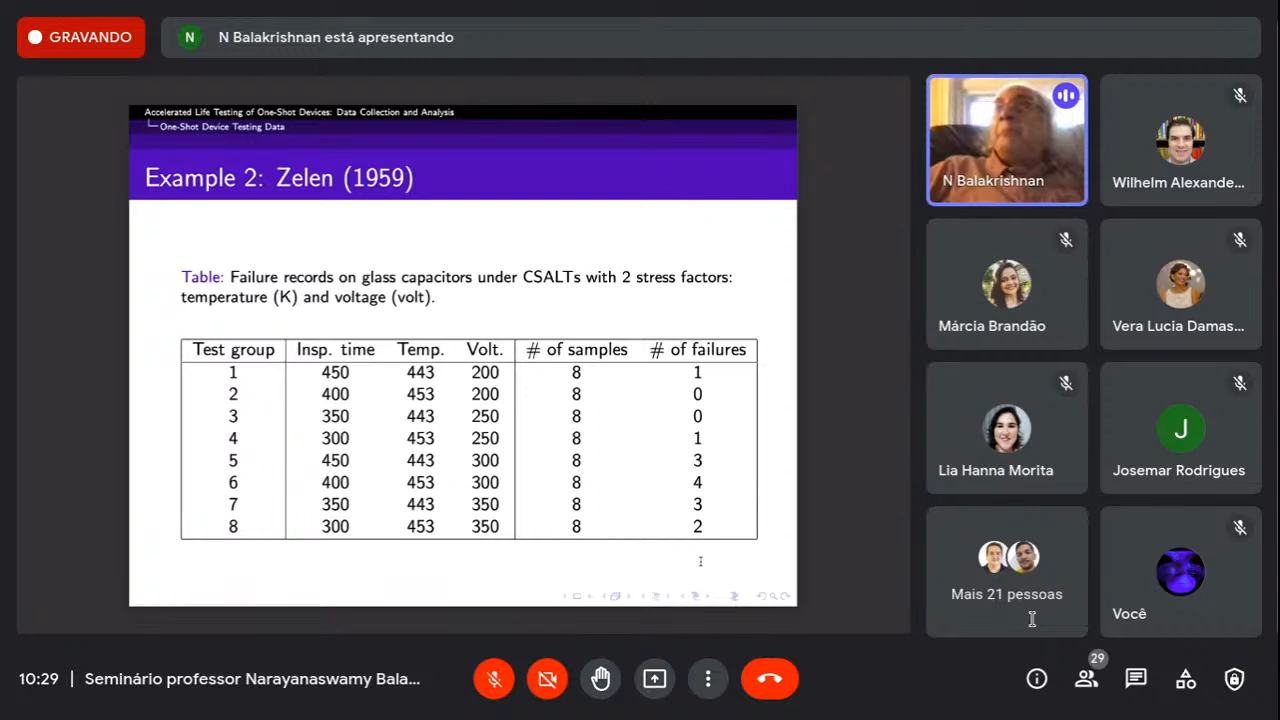 GRAVANDO
N
N Balakrishnan está apresentando
Accelerated Life Testing of One-Shot Devices: Data Collection and Analysis
One-Shot Device Testing Data
Example 2: Zelen (1959)
Table: Failure records on glass capacitors under CSALTs with 2 stress factors:
temperature (K) and voltage (volt).
Test group Insp. time Temp. Volt. # of samples # of failures
1 450 443 200 8 1
2 400 453 200 8 0
3 350 443 250 8 0
4 300 453 250 8 1
5 450 443 300 8 3
6 400 453 300 8 4
7 350 443 350 8 3
8 300 453 350 8 2
N Balakrishnan
Wilhelm Alexande...
Márcia Brandão
Vera Lucia Damas...
Lia Hanna Morita
J
Josemar Rodrigues
Mais 21 pessoas
Você
10:29 | Seminário professor Narayanaswamy Bala...
29